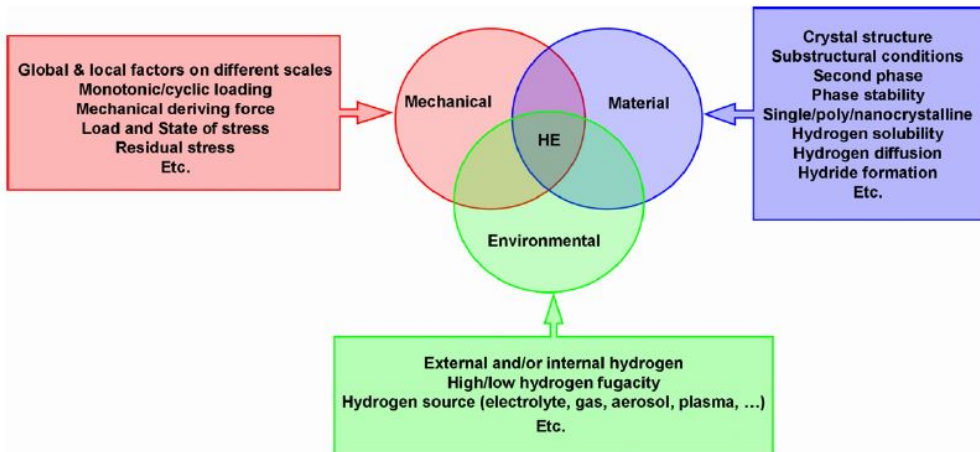 Global & local factors on different scales
Monotonic/cyclic loading
Mechanical deriving force
Load and State of stress
Residual stress
Etc.
Mechanical
Material
HE
Environmental
Crystal structure
Substructural conditions
Second phase
Phase stability
Single/poly/nanocrystalline
Hydrogen solubility
Hydrogen diffusion
Hydride formation
Etc.
External and/or internal hydrogen
High/low hydrogen fugacity
Hydrogen source (electrolyte, gas, aerosol, plasma, …)
Etc.